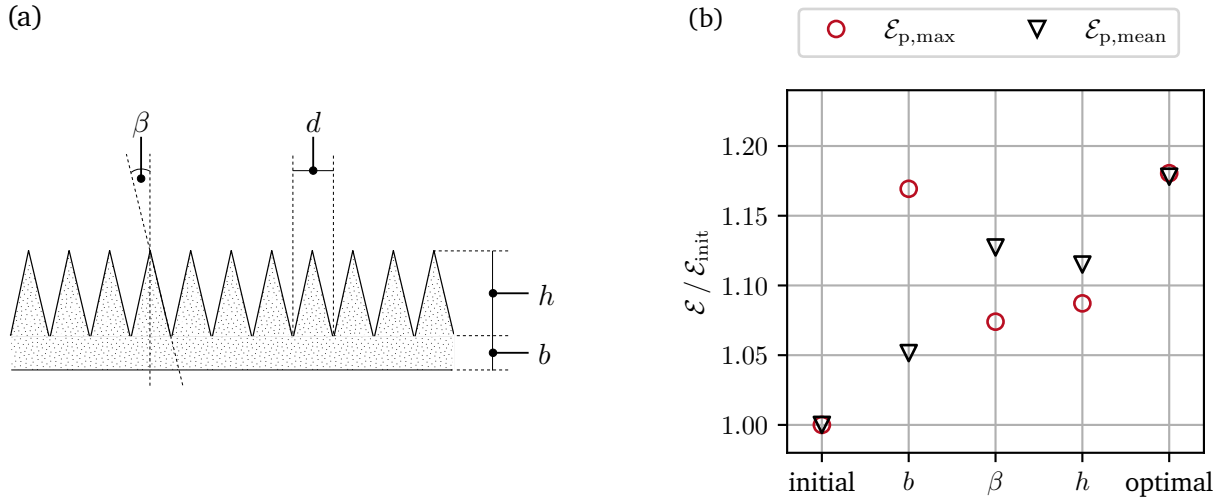 (a)
β
d
h
b
(b)
ℰp,max
ℰp,mean
ℰ / ℰinit
1.20
1.15
1.10
1.05
1.00
initial
b
β
h
optimal